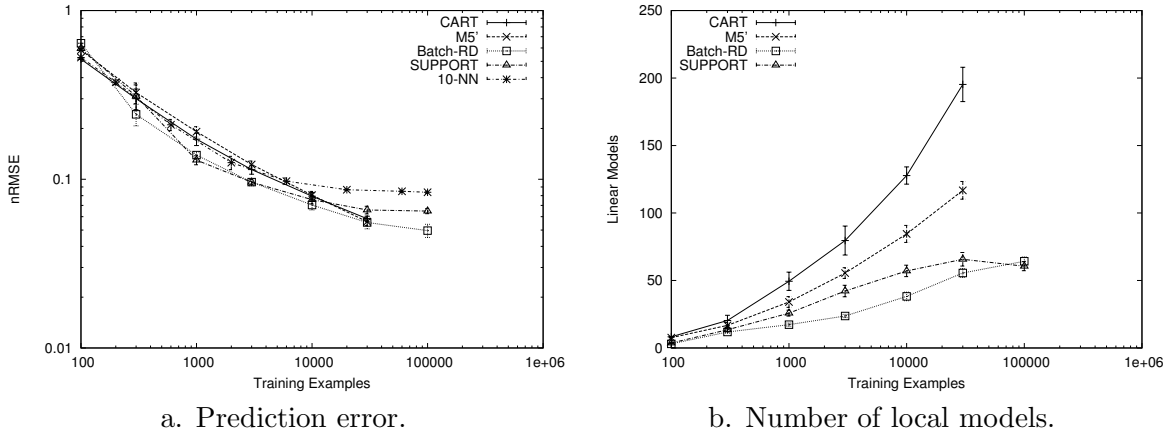 1
0.1
0.01
100
1000
10000
100000
1e+06
nRMSE
Training Examples
CART
M5'
Batch-RD
SUPPORT
10-NN
a. Prediction error.
250
200
150
100
50
0
100
1000
10000
100000
1e+06
Linear Models
Training Examples
CART
M5'
Batch-RD
SUPPORT
b. Number of local models.